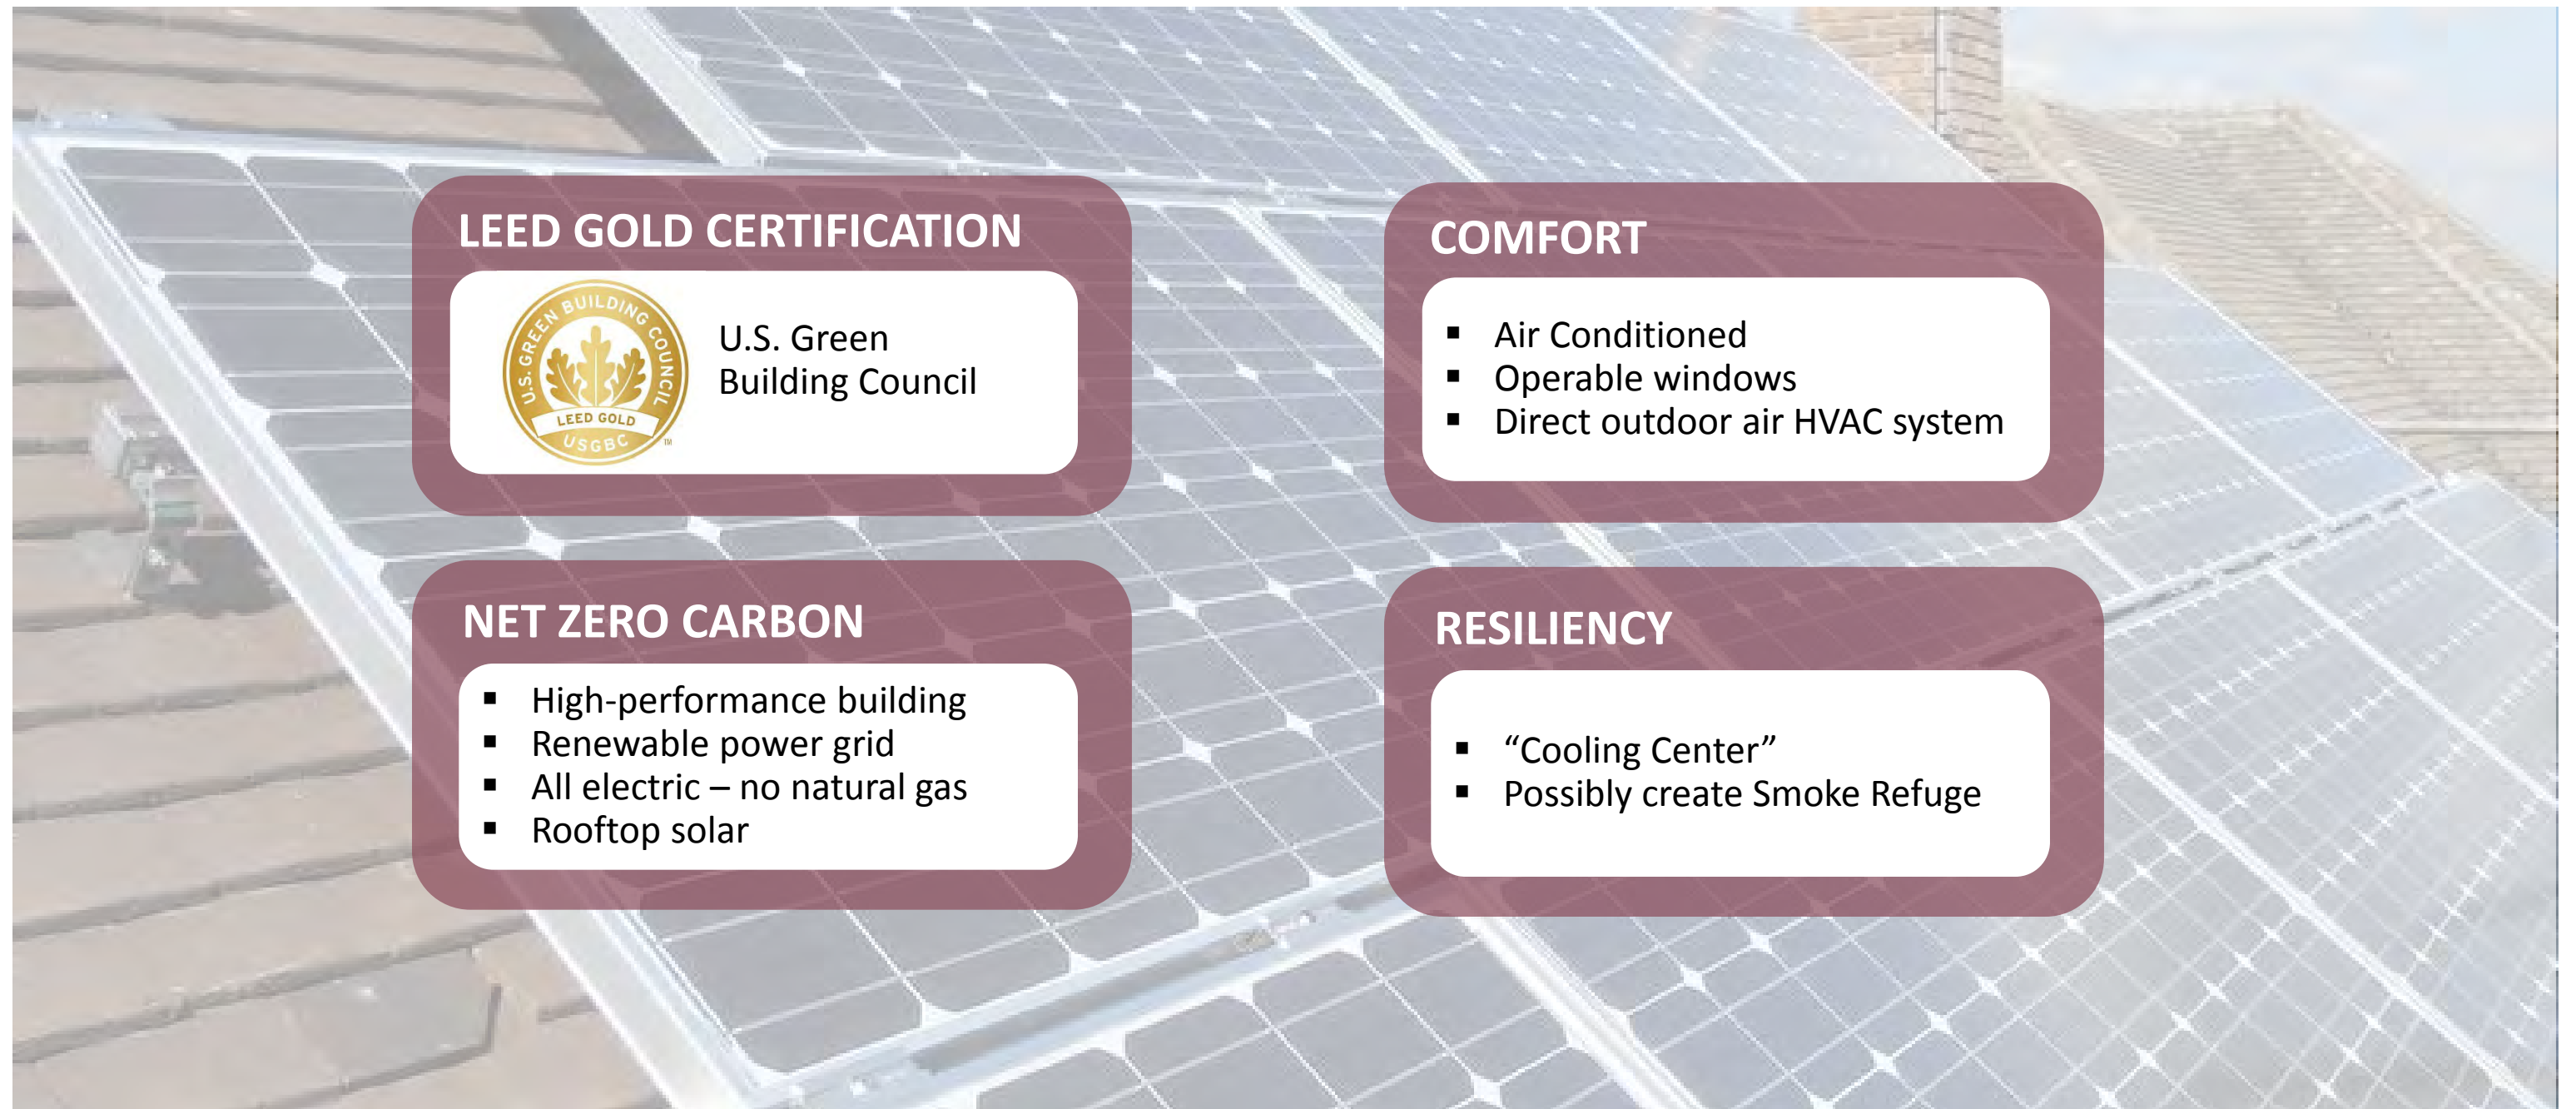 LEED GOLD CERTIFICATION
U.S. GREEN BUILDING COUNCIL
LEED GOLD
USGBC
TM
U.S. Green
Building Council
COMFORT
▪ Air Conditioned
▪ Operable windows
▪ Direct outdoor air HVAC system
NET ZERO CARBON
▪ High-performance building
▪ Renewable power grid
▪ All electric – no natural gas
▪ Rooftop solar
RESILIENCY
▪ “Cooling Center”
▪ Possibly create Smoke Refuge